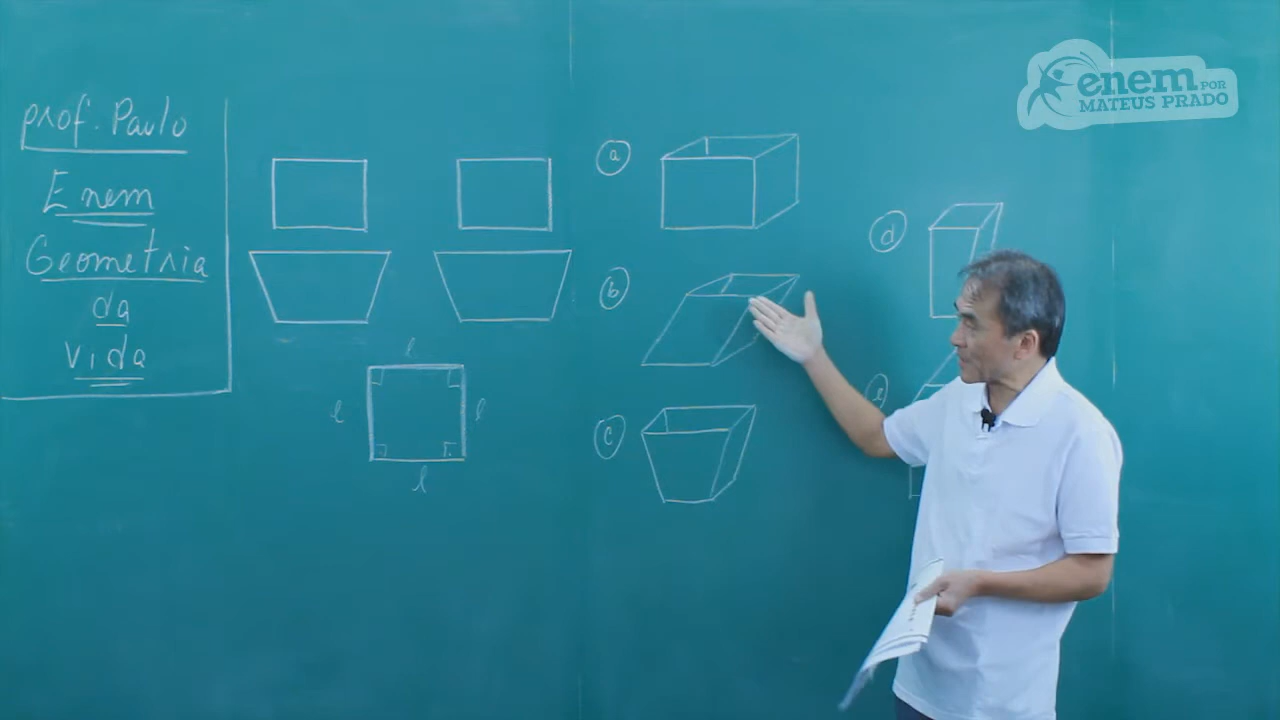 prof. Paulo
Enem
Geometria
da
vida
l
l
l
l
a
b
c
d
e
enem POR
MATEUS PRADO